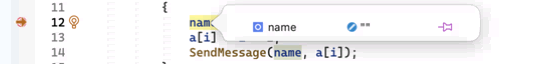 11 {
12 nam
name
13 a[i]
14 SendMessage(name, a[i]);